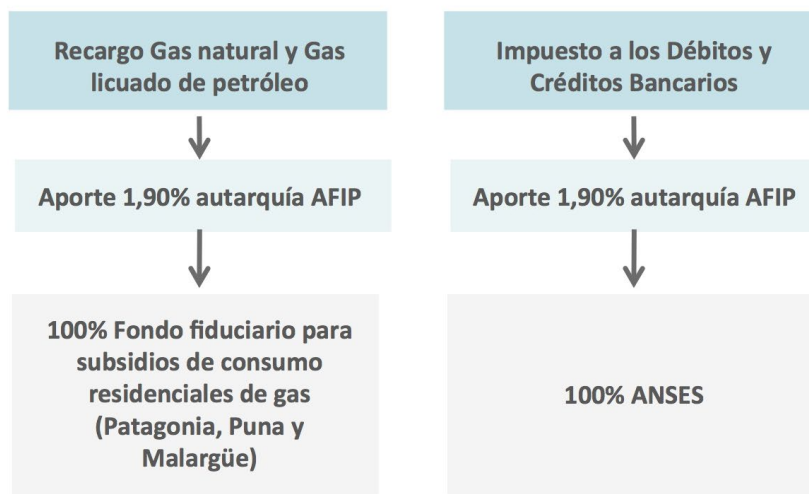 Recargo Gas natural y Gas
licuado de petróleo
Aporte 1,90% autarquía AFIP
100% Fondo fiduciario para
subsidios de consumo
residenciales de gas
(Patagonia, Puna y
Malargüe)
Impuesto a los Débitos y
Créditos Bancarios
Aporte 1,90% autarquía AFIP
100% ANSES